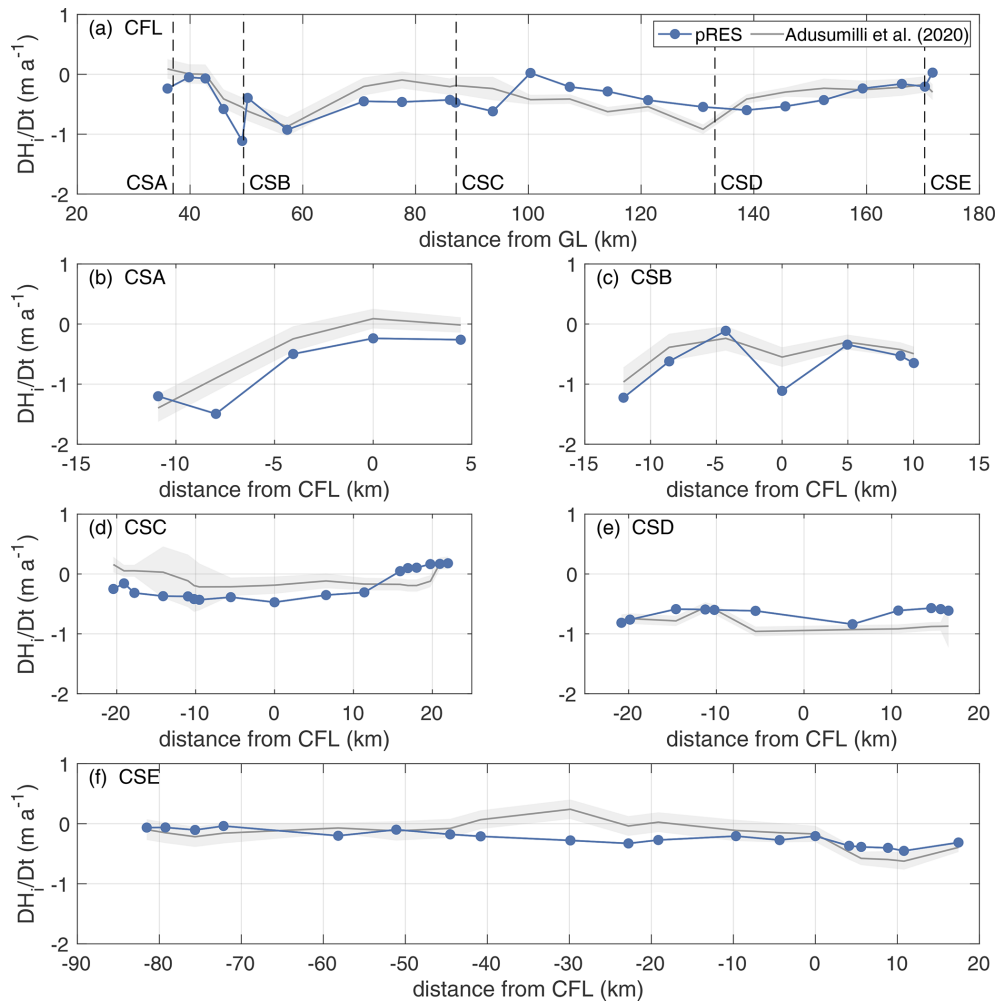 (a) CFL
pRES
Adusumilli et al. (2020)
1
0
-1
-2
DHi/Dt (m a-1)
CSA
CSB
CSC
CSD
CSE
20 40 60 80 100 120 140 160 180
distance from GL (km)
(b) CSA
1
0
-1
-2
DHi/Dt (m a-1)
-15 -10 -5 0 5
distance from CFL (km)
(c) CSB
1
0
-1
-2
-15 -10 -5 0 5 10 15
distance from CFL (km)
(d) CSC
1
0
-1
-2
DHi/Dt (m a-1)
-20 -10 0 10 20
distance from CFL (km)
(e) CSD
1
0
-1
-2
-20 -10 0 10 20
distance from CFL (km)
(f) CSE
1
0
-1
-2
DHi/Dt (m a-1)
-90 -80 -70 -60 -50 -40 -30 -20 -10 0 10 20
distance from CFL (km)